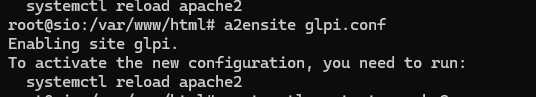 systemctl reload apache2
root@sio:/var/www/html# a2ensite glpi.conf
Enabling site glpi.
To activate the new configuration, you need to run:
  systemctl reload apache2